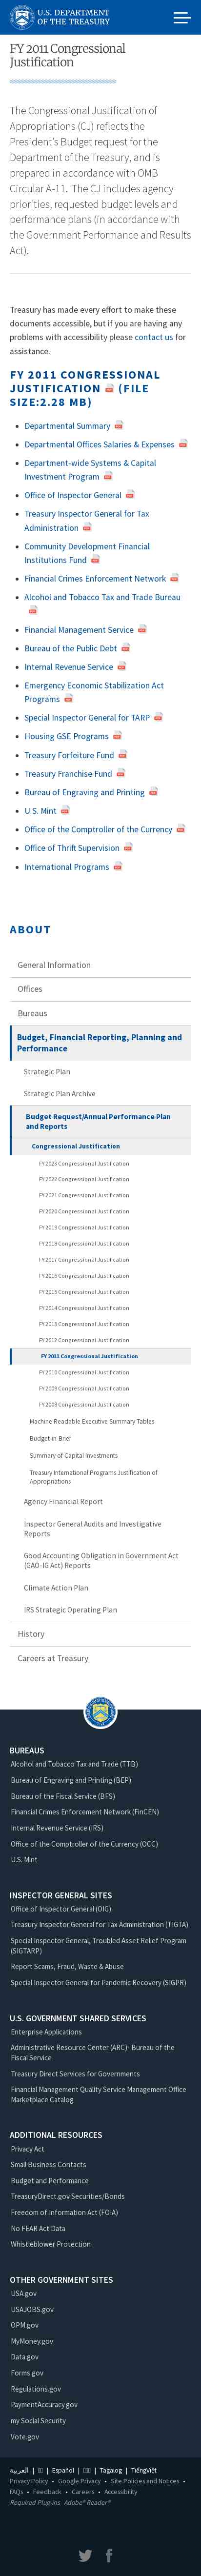 U.S. DEPARTMENT
OF THE TREASURY
FY 2011 Congressional
Justification
The Congressional Justification of
Appropriations (CJ) reflects the
President's Budget request for the
Department of the Treasury, and is
prepared in accordance with OMB
Circular A-11. The CJ includes agency
priorities, requested budget levels and
performance plans (in accordance with
the Government Performance and Results
Act).
Treasury has made every effort to make these
documents accessible, but if you are having any
problems with accessibility please contact us for
assistance.
FY 2011 CONGRESSIONAL
JUSTIFICATION (FILE
SIZE:2.28 MB)
• Departmental Summary
• Departmental Offices Salaries & Expenses
• Department-wide Systems & Capital
Investment Program
• Office of Inspector General
• Treasury Inspector General for Tax
Administration
• Community Development Financial
Institutions Fund
• Financial Crimes Enforcement Network
• Alcohol and Tobacco Tax and Trade Bureau
• Financial Management Service
• Bureau of the Public Debt
• Internal Revenue Service
• Emergency Economic Stabilization Act
Programs
• Special Inspector General for TARP
• Housing GSE Programs
• Treasury Forfeiture Fund
• Treasury Franchise Fund
• Bureau of Engraving and Printing
• U.S. Mint
• Office of the Comptroller of the Currency
• Office of Thrift Supervision
• International Programs
ABOUT
General Information
Offices
Bureaus
Budget, Financial Reporting, Planning and
Performance
Strategic Plan
Strategic Plan Archive
Budget Request/Annual Performance Plan
and Reports
Congressional Justification
FY 2023 Congressional Justification
FY 2022 Congressional Justification
FY 2021 Congressional Justification
FY 2020 Congressional Justification
FY 2019 Congressional Justification
FY 2018 Congressional Justification
FY 2017 Congressional Justification
FY 2016 Congressional Justification
FY 2015 Congressional Justification
FY 2014 Congressional Justification
FY 2013 Congressional Justification
FY 2012 Congressional Justification
FY 2011 Congressional Justification
FY 2010 Congressional Justification
FY 2009 Congressional Justification
FY 2008 Congressional Justification
Machine Readable Executive Summary Tables
Budget-in-Brief
Summary of Capital Investments
Treasury International Programs Justification of
Appropriations
Agency Financial Report
Inspector General Audits and Investigative
Reports
Good Accounting Obligation in Government Act
(GAO-IG Act) Reports
Climate Action Plan
IRS Strategic Operating Plan
History
Careers at Treasury
BUREAUS
Alcohol and Tobacco Tax and Trade (TTB)
Bureau of Engraving and Printing (BEP)
Bureau of the Fiscal Service (BFS)
Financial Crimes Enforcement Network (FinCEN)
Internal Revenue Service (IRS)
Office of the Comptroller of the Currency (OCC)
U.S. Mint
INSPECTOR GENERAL SITES
Office of Inspector General (OIG)
Treasury Inspector General for Tax Administration (TIGTA)
Special Inspector General, Troubled Asset Relief Program
(SIGTARP)
Report Scams, Fraud, Waste & Abuse
Special Inspector General for Pandemic Recovery (SIGPR)
U.S. GOVERNMENT SHARED SERVICES
Enterprise Applications
Administrative Resource Center (ARC)- Bureau of the
Fiscal Service
Treasury Direct Services for Governments
Financial Management Quality Service Management Office
Marketplace Catalog
ADDITIONAL RESOURCES
Privacy Act
Small Business Contacts
Budget and Performance
TreasuryDirect.gov Securities/Bonds
Freedom of Information Act (FOIA)
No FEAR Act Data
Whistleblower Protection
OTHER GOVERNMENT SITES
USA.gov
USAJOBS.gov
OPM.gov
MyMoney.gov
Data.gov
Forms.gov
Regulations.gov
PaymentAccuracy.gov
my Social Security
Vote.gov
العربية | | Español | | Tagalog | TiếngViệt
Privacy Policy • Google Privacy • Site Policies and Notices •
FAQs • Feedback • Careers • Accessibility
Required Plug-ins Adobe® Reader®